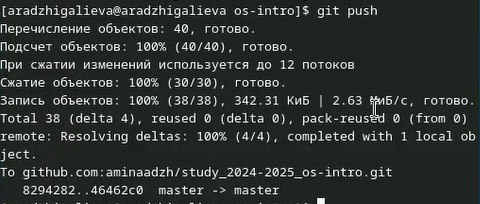 [aradzhigalieva@aradzhigalieva os-intro]$ git push
Перечисление объектов: 40, готово.
Подсчет объектов: 100% (40/40), готово.
При сжатии изменений используется до 12 потоков
Сжатие объектов: 100% (30/30), готово.
Запись объектов: 100% (38/38), 342.31 КиБ | 2.63 МиБ/с, готово.
Total 38 (delta 4), reused 0 (delta 0), pack-reused 0 (from 0)
remote: Resolving deltas: 100% (4/4), completed with 1 local ob
ject.
To github.com:aminaadzh/study_2024-2025_os-intro.git
   8294282..46462c0  master -> master